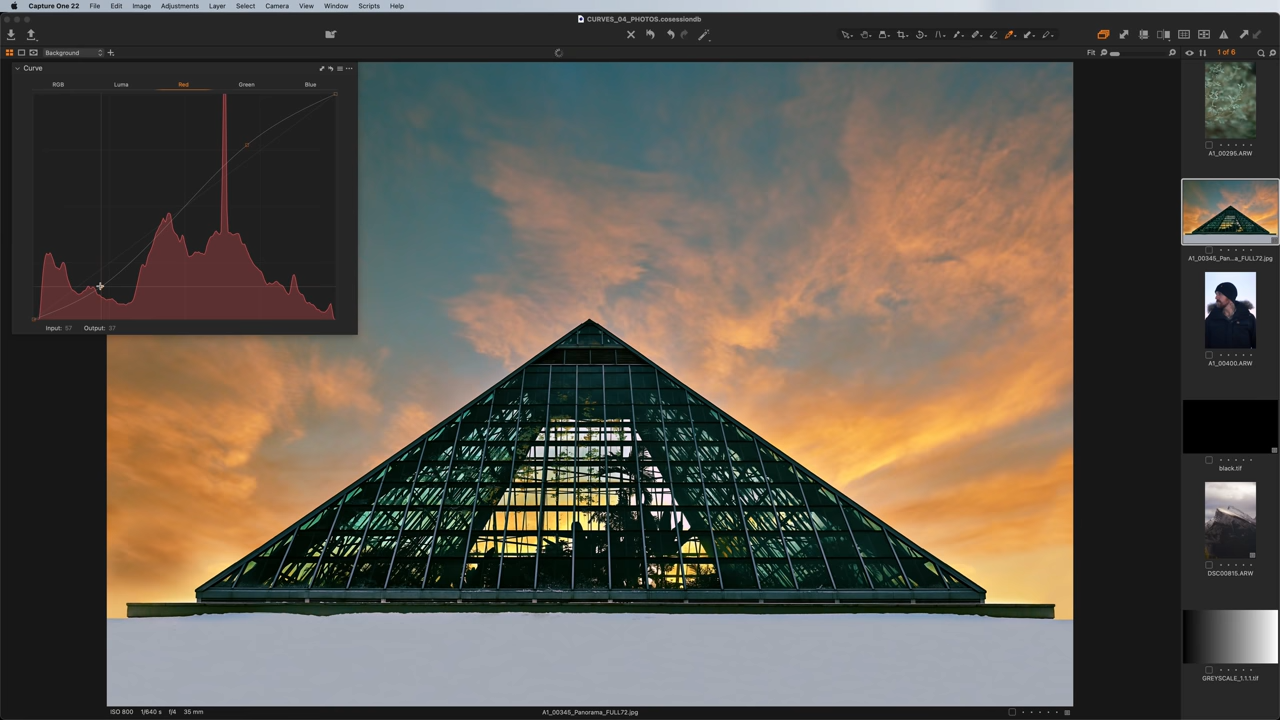 Capture One 22 File Edit Image Adjustments Layer Select Camera View Window Scripts Help
CURVES_04_PHOTOS.cosessiondb
Background
Fit
1 of 6
Curve
RGB Luma Red Green Blue
Input: 57 Output: 37
A1_00295.ARW
A1_00345_Pan...a_FULL72.jpg
A1_00400.ARW
black.tif
DSC00815.ARW
GREYSCALE_1.1.1.tif
ISO 800 1/640 s f/4 35 mm
A1_00345_Panorama_FULL72.jpg